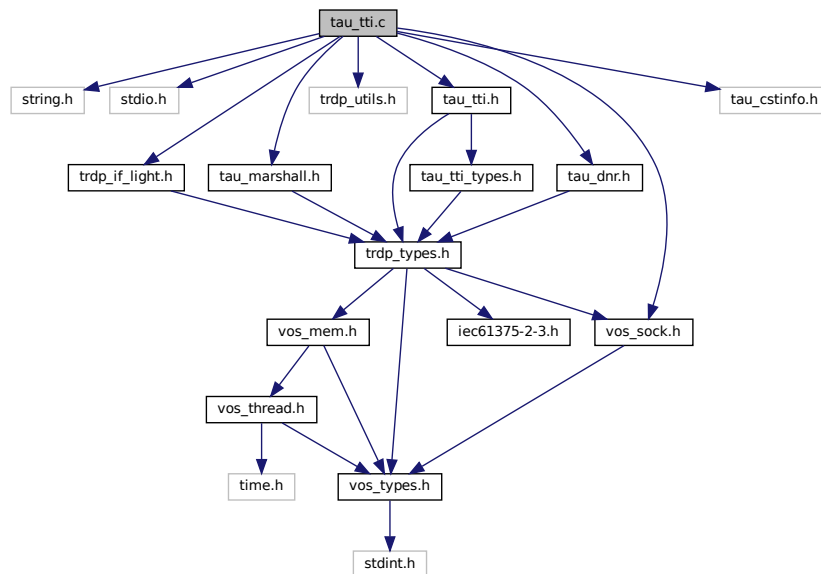 tau_tti.c
string.h
stdio.h
trdp_utils.h
tau_tti.h
tau_cstinfo.h
trdp_if_light.h
tau_marshall.h
tau_tti_types.h
tau_dnr.h
trdp_types.h
vos_mem.h
iec61375-2-3.h
vos_sock.h
vos_thread.h
time.h
vos_types.h
stdint.h